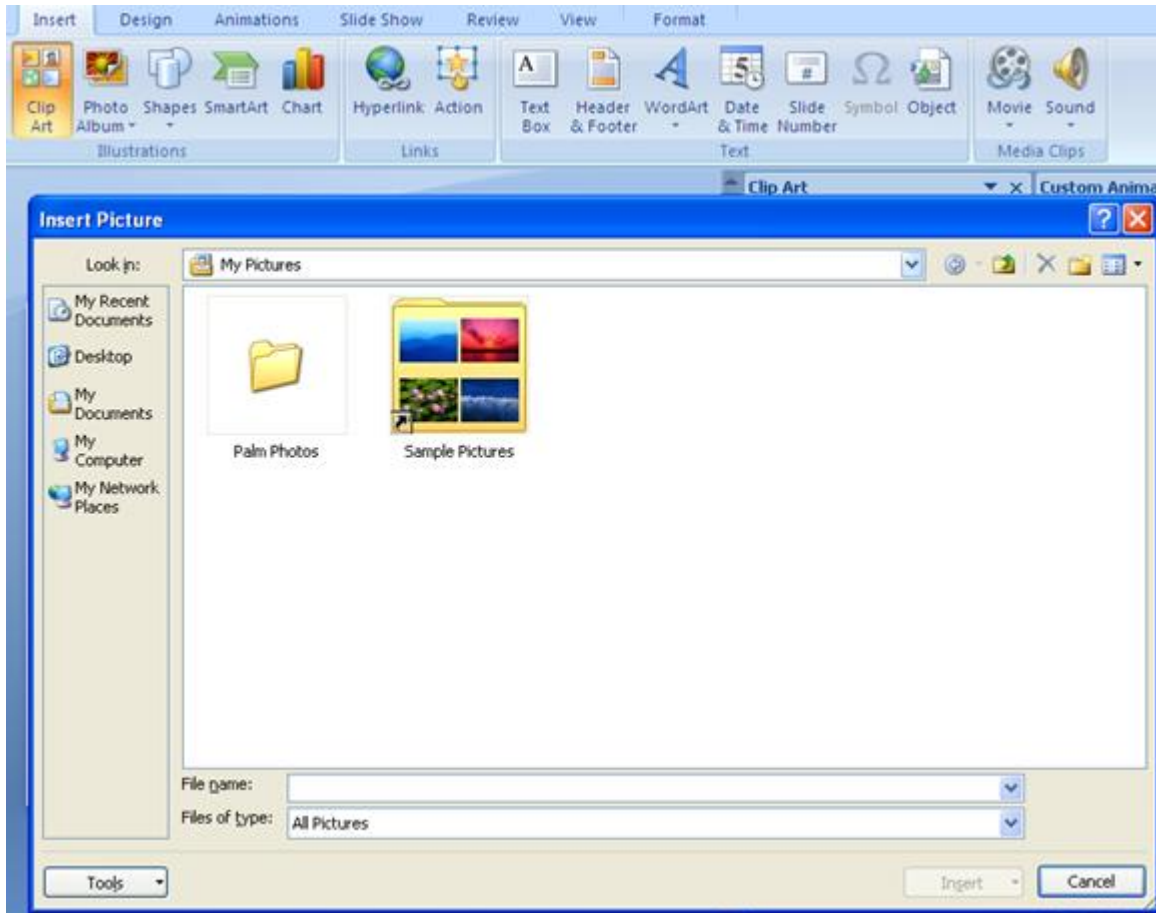 Insert Design Animations Slide Show Review View Format
Clip Art
Photo Album
Shapes
SmartArt
Chart
Hyperlink
Action
A
Text Box
Header & Footer
WordArt
5
Date & Time
#
Slide Number
Ω
Symbol
Object
Movie
Sound
Illustrations
Links
Text
Media Clips
Clip Art
Custom Anima
Insert Picture
Look in:
My Pictures
My Recent Documents
Desktop
My Documents
My Computer
My Network Places
Palm Photos
Sample Pictures
File name:
Files of type:
All Pictures
Tools
Insert
Cancel